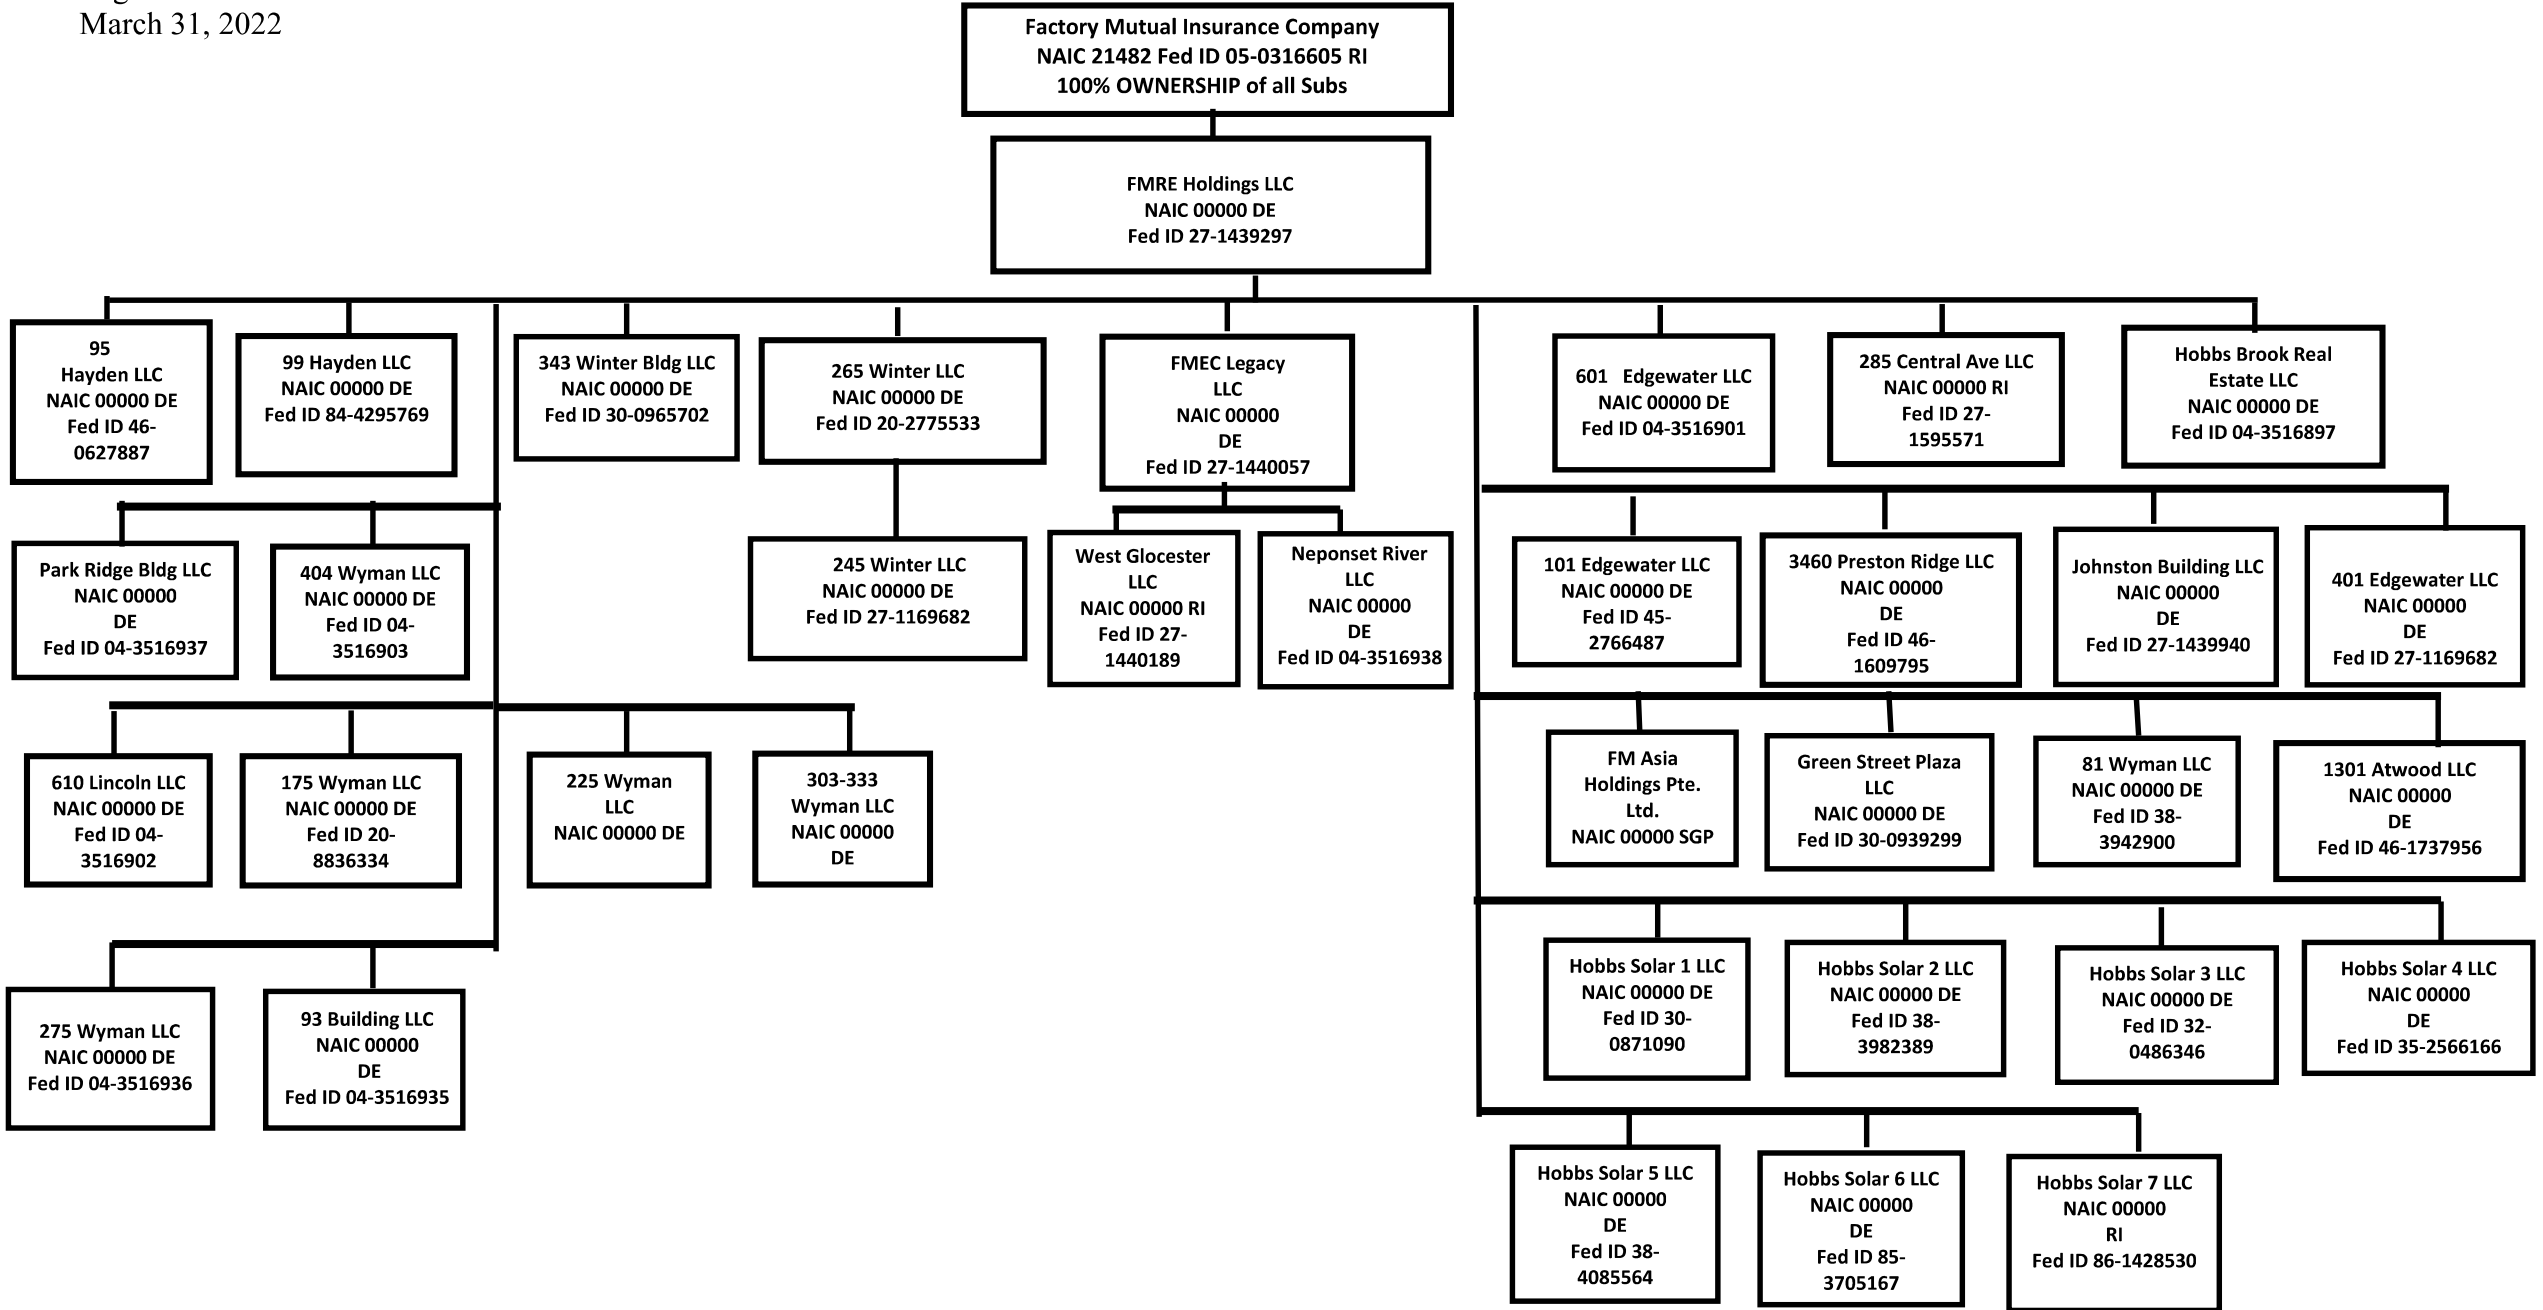 March 31, 2022
Factory Mutual Insurance Company
NAIC 21482 Fed ID 05-0316605 RI
100% OWNERSHIP of all Subs
FMRE Holdings LLC
NAIC 00000 DE
Fed ID 27-1439297
95
Hayden LLC
NAIC 00000 DE
Fed ID 46-
0627887
99 Hayden LLC
NAIC 00000 DE
Fed ID 84-4295769
343 Winter Bldg LLC
NAIC 00000 DE
Fed ID 30-0965702
265 Winter LLC
NAIC 00000 DE
Fed ID 20-2775533
FMEC Legacy
LLC
NAIC 00000
DE
Fed ID 27-1440057
601 Edgewater LLC
NAIC 00000 DE
Fed ID 04-3516901
285 Central Ave LLC
NAIC 00000 RI
Fed ID 27-
1595571
Hobbs Brook Real
Estate LLC
NAIC 00000 DE
Fed ID 04-3516897
Park Ridge Bldg LLC
NAIC 00000
DE
Fed ID 04-3516937
404 Wyman LLC
NAIC 00000 DE
Fed ID 04-
3516903
245 Winter LLC
NAIC 00000 DE
Fed ID 27-1169682
West Glocester
LLC
NAIC 00000 RI
Fed ID 27-
1440189
Neponset River
LLC
NAIC 00000
DE
Fed ID 04-3516938
101 Edgewater LLC
NAIC 00000 DE
Fed ID 45-
2766487
3460 Preston Ridge LLC
NAIC 00000
DE
Fed ID 46-
1609795
Johnston Building LLC
NAIC 00000
DE
Fed ID 27-1439940
401 Edgewater LLC
NAIC 00000
DE
Fed ID 27-1169682
610 Lincoln LLC
NAIC 00000 DE
Fed ID 04-
3516902
175 Wyman LLC
NAIC 00000 DE
Fed ID 20-
8836334
225 Wyman
LLC
NAIC 00000 DE
303-333
Wyman LLC
NAIC 00000
DE
FM Asia
Holdings Pte.
Ltd.
NAIC 00000 SGP
Green Street Plaza
LLC
NAIC 00000 DE
Fed ID 30-0939299
81 Wyman LLC
NAIC 00000 DE
Fed ID 38-
3942900
1301 Atwood LLC
NAIC 00000
DE
Fed ID 46-1737956
275 Wyman LLC
NAIC 00000 DE
Fed ID 04-3516936
93 Building LLC
NAIC 00000
DE
Fed ID 04-3516935
Hobbs Solar 1 LLC
NAIC 00000 DE
Fed ID 30-
0871090
Hobbs Solar 2 LLC
NAIC 00000 DE
Fed ID 38-
3982389
Hobbs Solar 3 LLC
NAIC 00000 DE
Fed ID 32-
0486346
Hobbs Solar 4 LLC
NAIC 00000
DE
Fed ID 35-2566166
Hobbs Solar 5 LLC
NAIC 00000
DE
Fed ID 38-
4085564
Hobbs Solar 6 LLC
NAIC 00000
DE
Fed ID 85-
3705167
Hobbs Solar 7 LLC
NAIC 00000
RI
Fed ID 86-1428530